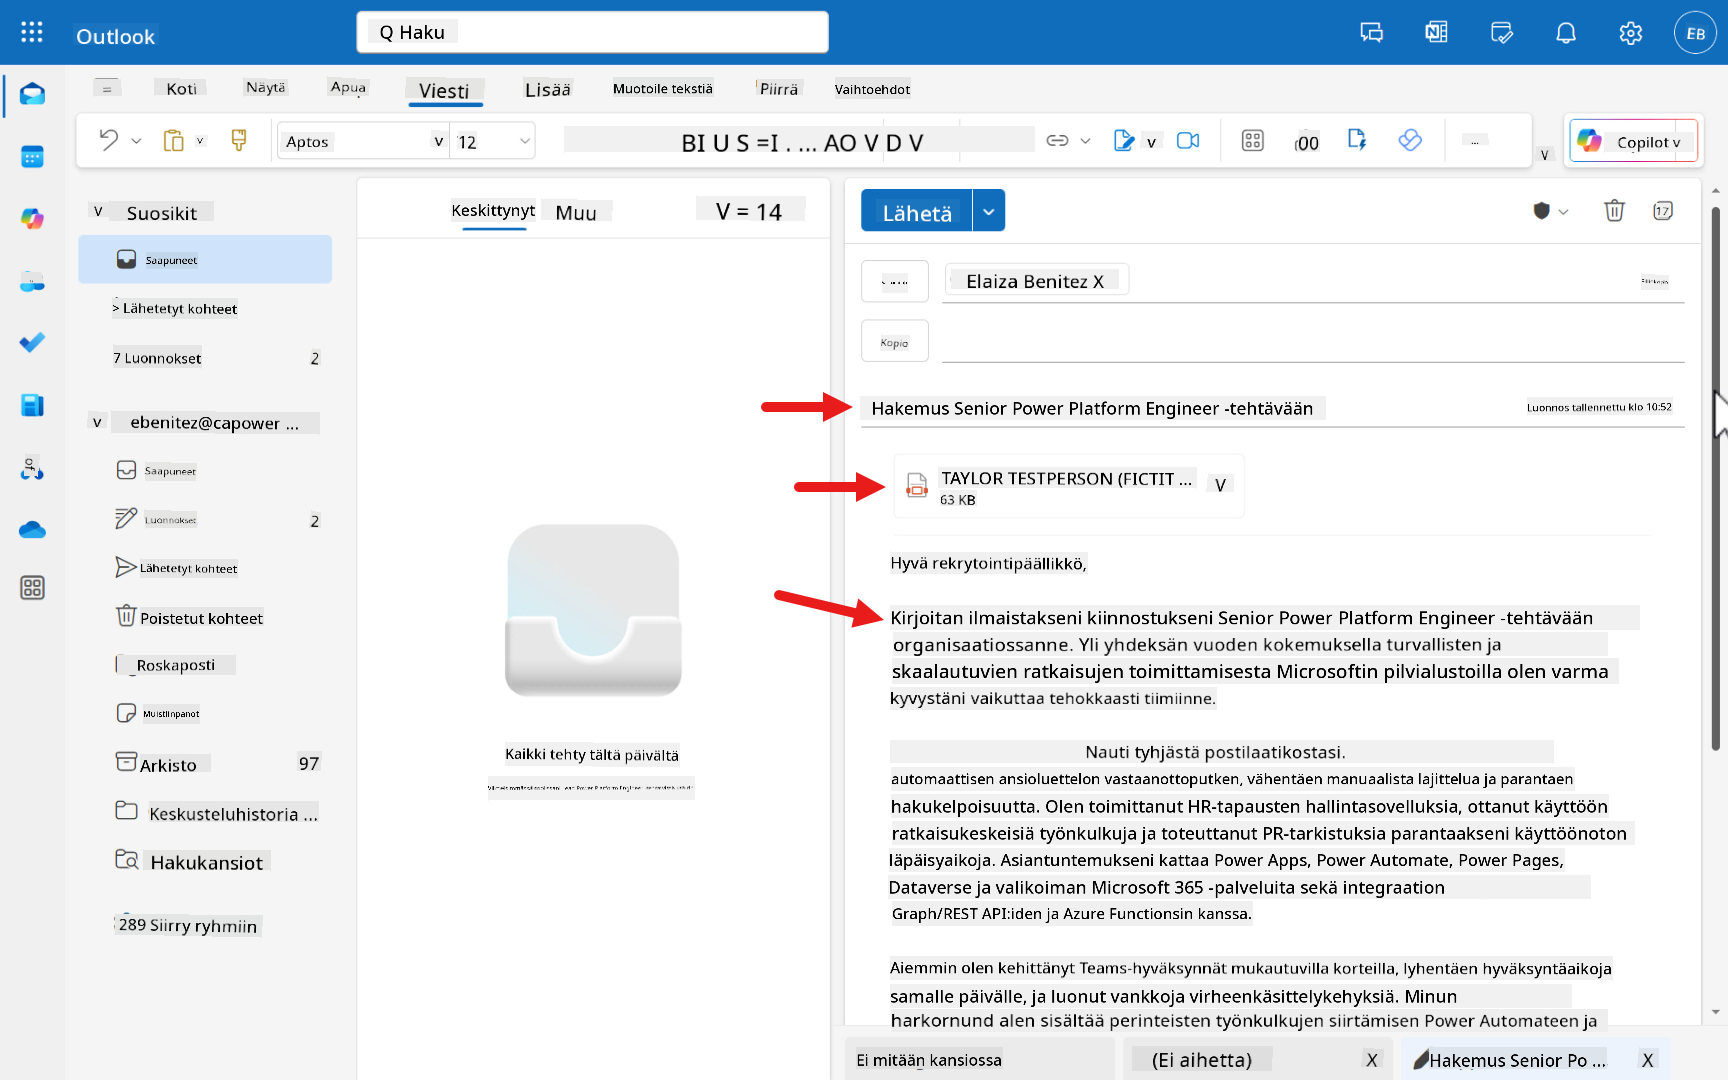 Outlook
Q Haku
EB
Koti
Näytä
Apua
Viesti
Lisää
Muotoile tekstiä
Piirrä
Vaihtoehdot
Aptos
12
BI U S =I . ... AO V D V
V
00
...
V
Copilot v
V Suosikit
Saapuneet
> Lähetetyt kohteet
7 Luonnokset 2
v ebenitez@capower ...
Saapuneet
Luonnokset 2
Lähetetyt kohteet
Poistetut kohteet
Roskaposti
Muistiinpanot
Arkisto 97
Keskusteluhistoria ...
Hakukansiot
289 Siirry ryhmiin
Keskittynyt
Muu
V = 14
Kaikki tehty tältä päivältä
Lähetä
17
Elaiza Benitez X
Kopio
Hakemus Senior Power Platform Engineer -tehtävään
Luonnos tallennettu klo 10:52
TAYLOR TESTPERSON (FICTIT ... V
63 KB
Hyvä rekrytointipäällikkö,
Kirjoitan ilmaistakseni kiinnostukseni Senior Power Platform Engineer -tehtävään
organisaatiossanne. Yli yhdeksän vuoden kokemuksella turvallisten ja
skaalautuvien ratkaisujen toimittamisesta Microsoftin pilvialustoilla olen varma
kyvystäni vaikuttaa tehokkaasti tiimiinne.
Nauti tyhjästä postilaatikostasi.
automaattisen ansioluettelon vastaanottoputken, vähentäen manuaalista lajittelua ja parantaen
hakukelpoisuutta. Olen toimittanut HR-tapausten hallintasovelluksia, ottanut käyttöön
ratkaisukeskeisiä työnkulkuja ja toteuttanut PR-tarkistuksia parantaakseni käyttöönoton
läpäisyaikoja. Asiantuntemukseni kattaa Power Apps, Power Automate, Power Pages,
Dataverse ja valikoiman Microsoft 365 -palveluita sekä integraation
Graph/REST API:iden ja Azure Functionsin kanssa.
Aiemmin olen kehittänyt Teams-hyväksynnät mukautuvilla korteilla, lyhentäen hyväksyntäaikoja
samalle päivälle, ja luonut vankkoja virheenkäsittelykehyksiä. Minun
harkornund alen sisältää perinteisten työnkulkujen siirtämisen Power Automateen ja
Ei mitään kansiossa
(Ei aihetta) X
Hakemus Senior Po ... X